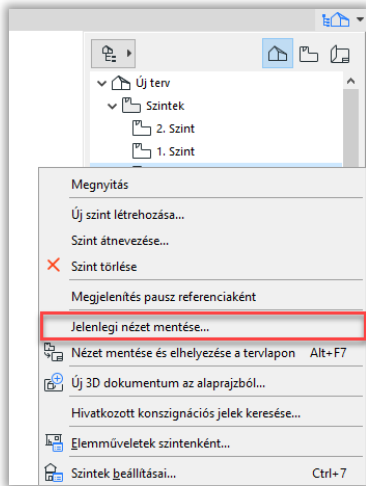 Új terv
Szintek
2. Szint
1. Szint
Megnyitás
Új szint létrehozása...
Szint átnevezése...
Szint törlése
Megjelenítés pausz referenciaként
Jelenlegi nézet mentése...
Nézet mentése és elhelyezése a tervlapon Alt+F7
Új 3D dokumentum az alaprajzból...
Hivatkozott konszignációs jelek keresése...
Elemműveletek szintenként...
Szintek beállításai... Ctrl+7